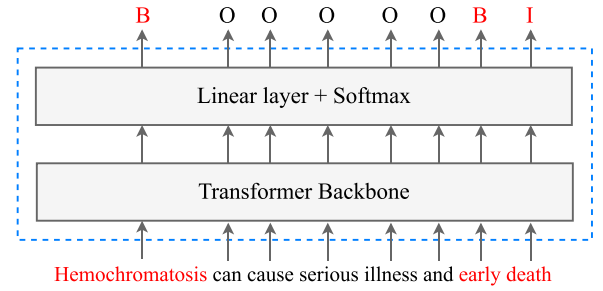 B O O O O O B I
Linear layer + Softmax
Transformer Backbone
Hemochromatosis can cause serious illness and early death